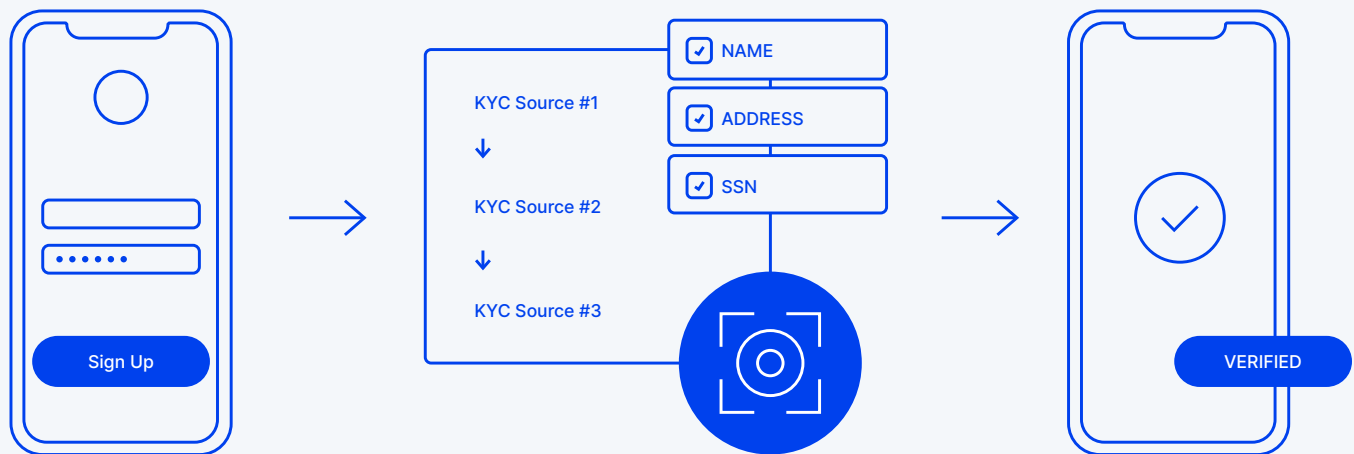 Sign Up
KYC Source #1
KYC Source #2
KYC Source #3
NAME
ADDRESS
SSN
VERIFIED